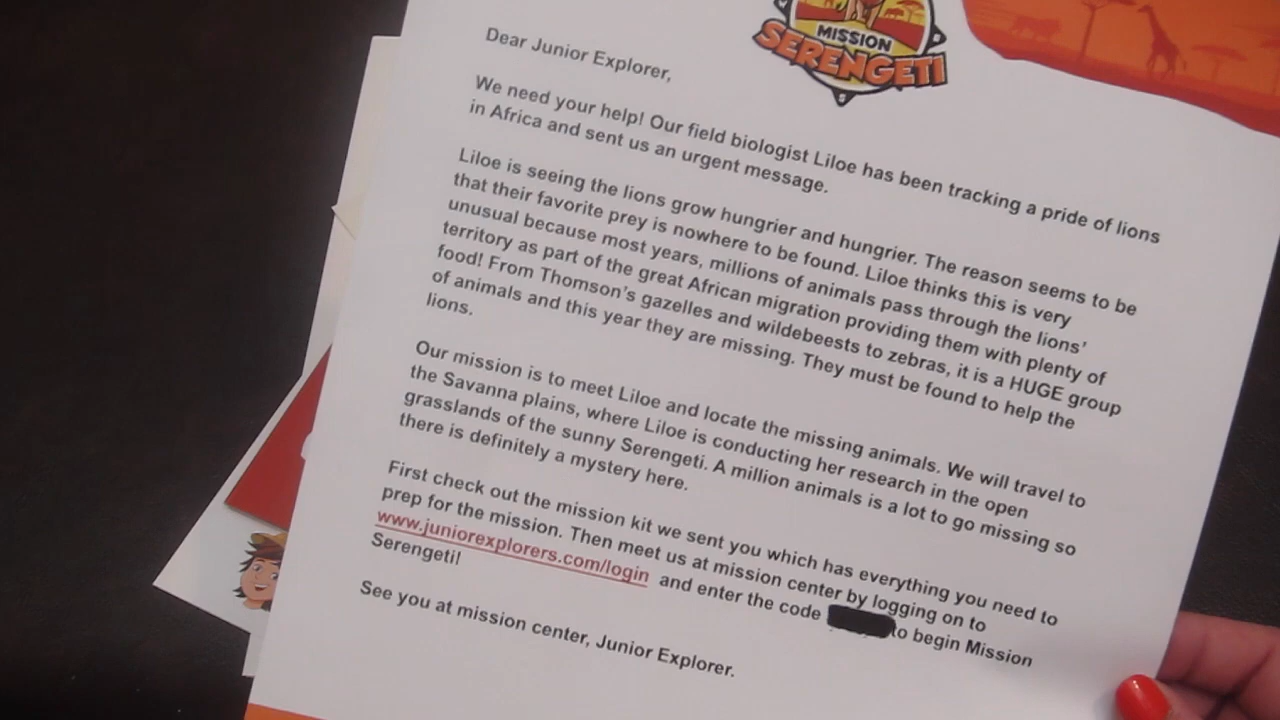 MISSION
SERENGETI
S
Dear Junior Explorer,
We need your help! Our field biologist Liloe has been tracking a pride of lions
in Africa and sent us an urgent message.
Liloe is seeing the lions grow hungrier and hungrier. The reason seems to be
that their favorite prey is nowhere to be found. Liloe thinks this is very
unusual because most years, millions of animals pass through the lions'
territory as part of the great African migration providing them with plenty of
food! From Thomson's gazelles and wildebeests to zebras, it is a HUGE group
of animals and this year they are missing. They must be found to help the
lions.
Our mission is to meet Liloe and locate the missing animals. We will travel to
the Savanna plains, where Liloe is conducting her research in the open
grasslands of the sunny Serengeti. A million animals is a lot to go missing so
there is definitely a mystery here.
First check out the mission kit we sent you which has everything you need to
prep for the mission. Then meet us at mission center by logging on to
www.juniorexplorers.com/login and enter the code to begin Mission
Serengeti!
See you at mission center, Junior Explorer.